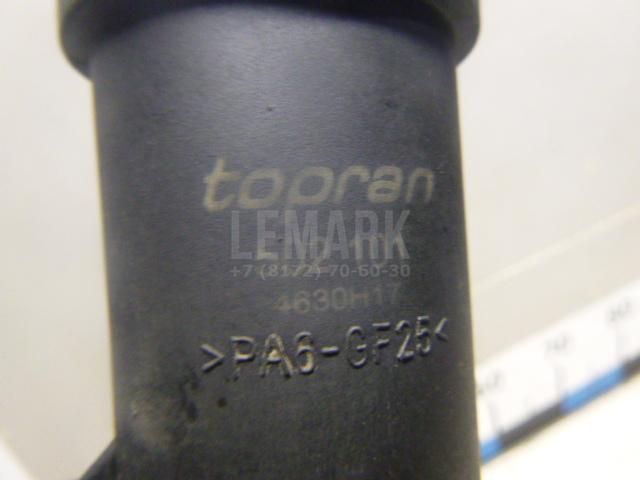 topran
LEMARK
+7 (8172) 70-60-30
4630H17
>PA6-GF25<